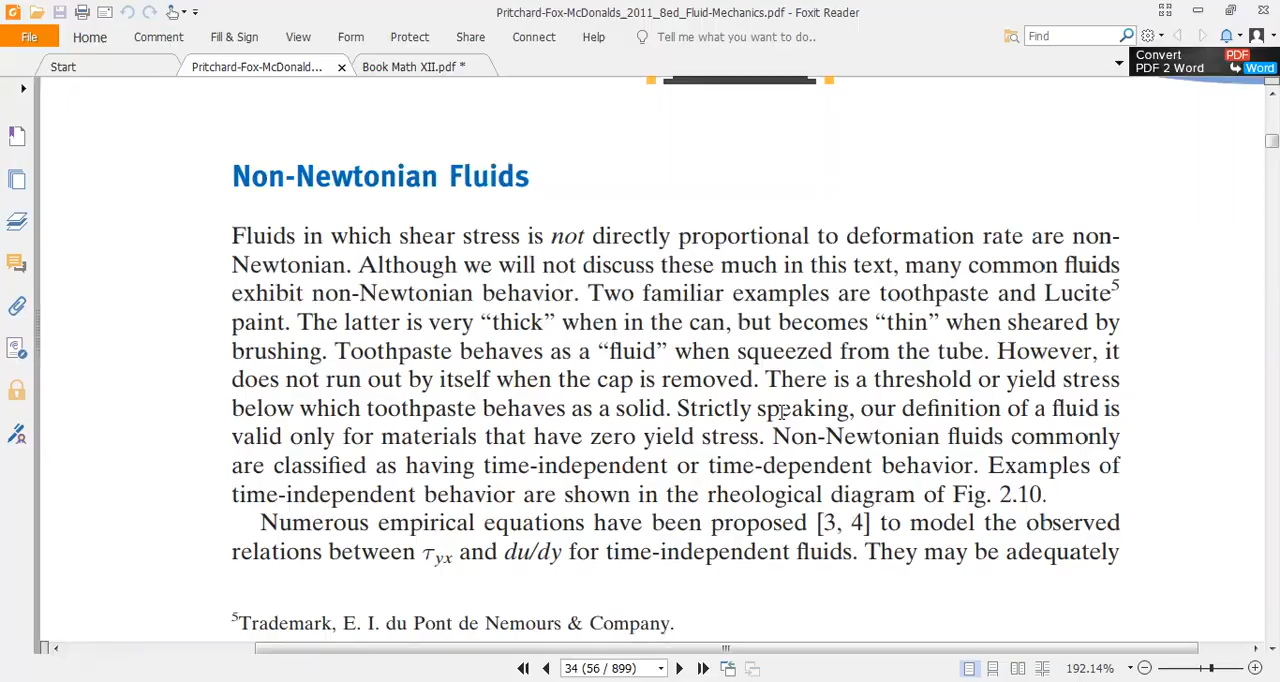 Pritchard-Fox-McDonalds_2011_8ed_Fluid-Mechanics.pdf - Foxit Reader
File Home Comment Fill & Sign View Form Protect Share Connect Help Tell me what you want to do.. Find
Start Pritchard-Fox-McDonald... Book Math XII.pdf *
Convert PDF
PDF 2 Word Word
Non-Newtonian Fluids
Fluids in which shear stress is not directly proportional to deformation rate are non-
Newtonian. Although we will not discuss these much in this text, many common fluids
exhibit non-Newtonian behavior. Two familiar examples are toothpaste and Lucite5
paint. The latter is very “thick” when in the can, but becomes “thin” when sheared by
brushing. Toothpaste behaves as a “fluid” when squeezed from the tube. However, it
does not run out by itself when the cap is removed. There is a threshold or yield stress
below which toothpaste behaves as a solid. Strictly speaking, our definition of a fluid is
valid only for materials that have zero yield stress. Non-Newtonian fluids commonly
are classified as having time-independent or time-dependent behavior. Examples of
time-independent behavior are shown in the rheological diagram of Fig. 2.10.
Numerous empirical equations have been proposed [3, 4] to model the observed
relations between τyx and du/dy for time-independent fluids. They may be adequately
5Trademark, E. I. du Pont de Nemours & Company.
34 (56 / 899) 192.14%